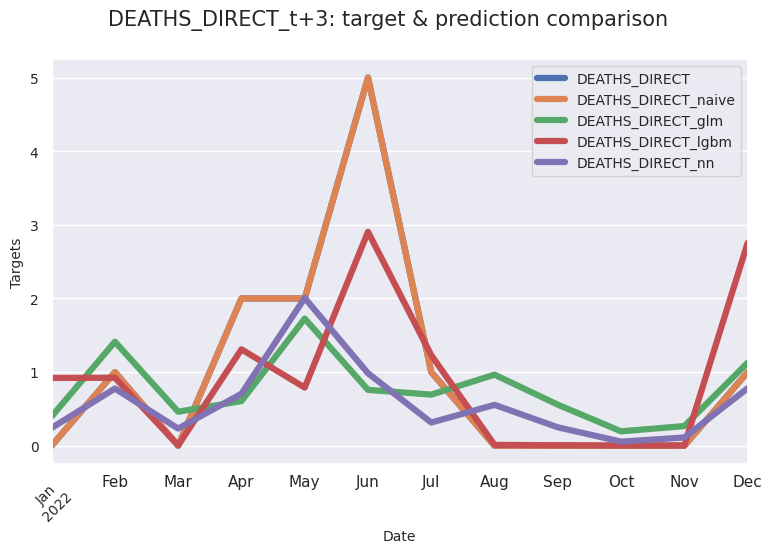 DEATHS_DIRECT_t+3: target & prediction comparison
5
4
3
2
1
0
Targets
DEATHS_DIRECT
DEATHS_DIRECT_naive
DEATHS_DIRECT_glm
DEATHS_DIRECT_lgbm
DEATHS_DIRECT_nn
Jan
2022
Feb
Mar
Apr
May
Jun
Jul
Aug
Sep
Oct
Nov
Dec
Date